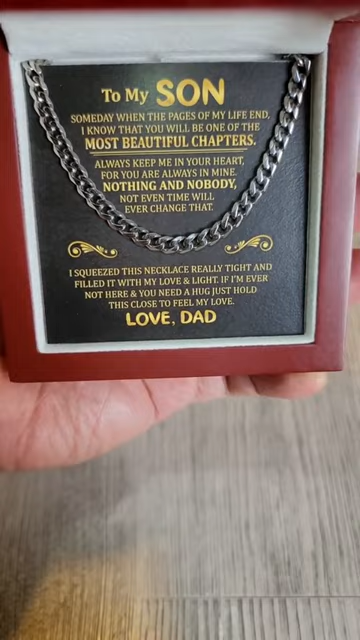 To My SON
SOMEDAY WHEN THE PAGES OF MY LIFE END,
I KNOW THAT YOU WILL BE ONE OF THE
MOST BEAUTIFUL CHAPTERS.
ALWAYS KEEP ME IN YOUR HEART,
FOR YOU ARE ALWAYS IN MINE.
NOTHING AND NOBODY,
NOT EVEN TIME WILL
EVER CHANGE THAT.
I SQUEEZED THIS NECKLACE REALLY TIGHT AND
FILLED IT WITH MY LOVE & LIGHT. IF I'M EVER
NOT HERE & YOU NEED A HUG JUST HOLD
THIS CLOSE TO FEEL MY LOVE.
LOVE, DAD